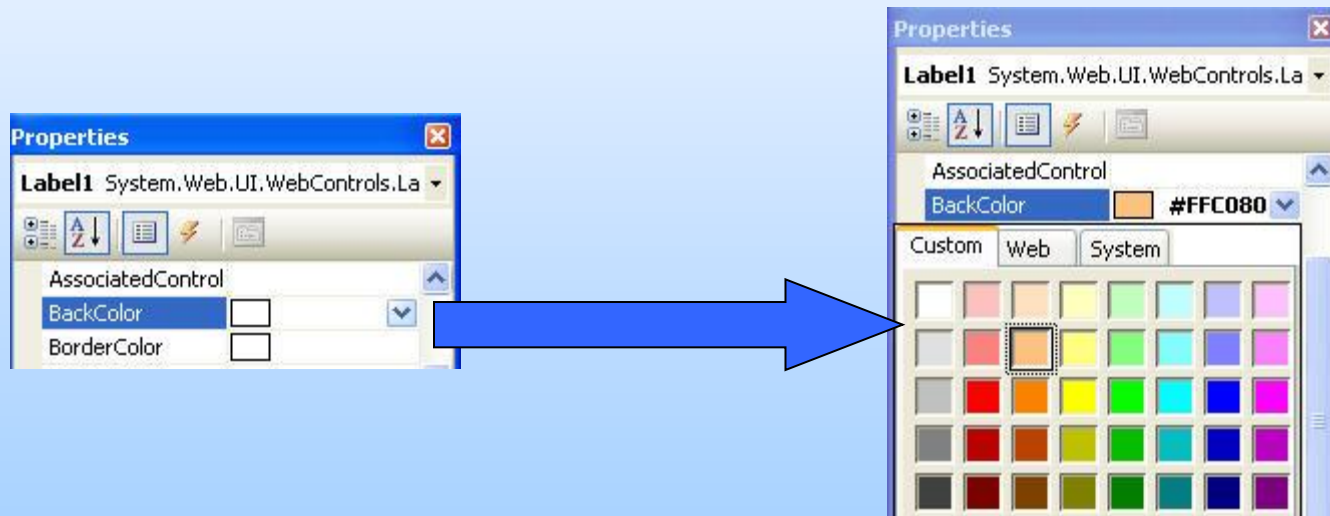 Properties
Label1 System.Web.UI.WebControls.La
A
Z
AssociatedControl
BackColor
BorderColor
Properties
Label1 System.Web.UI.WebControls.La
A
Z
AssociatedControl
BackColor #FFC080
Custom Web System